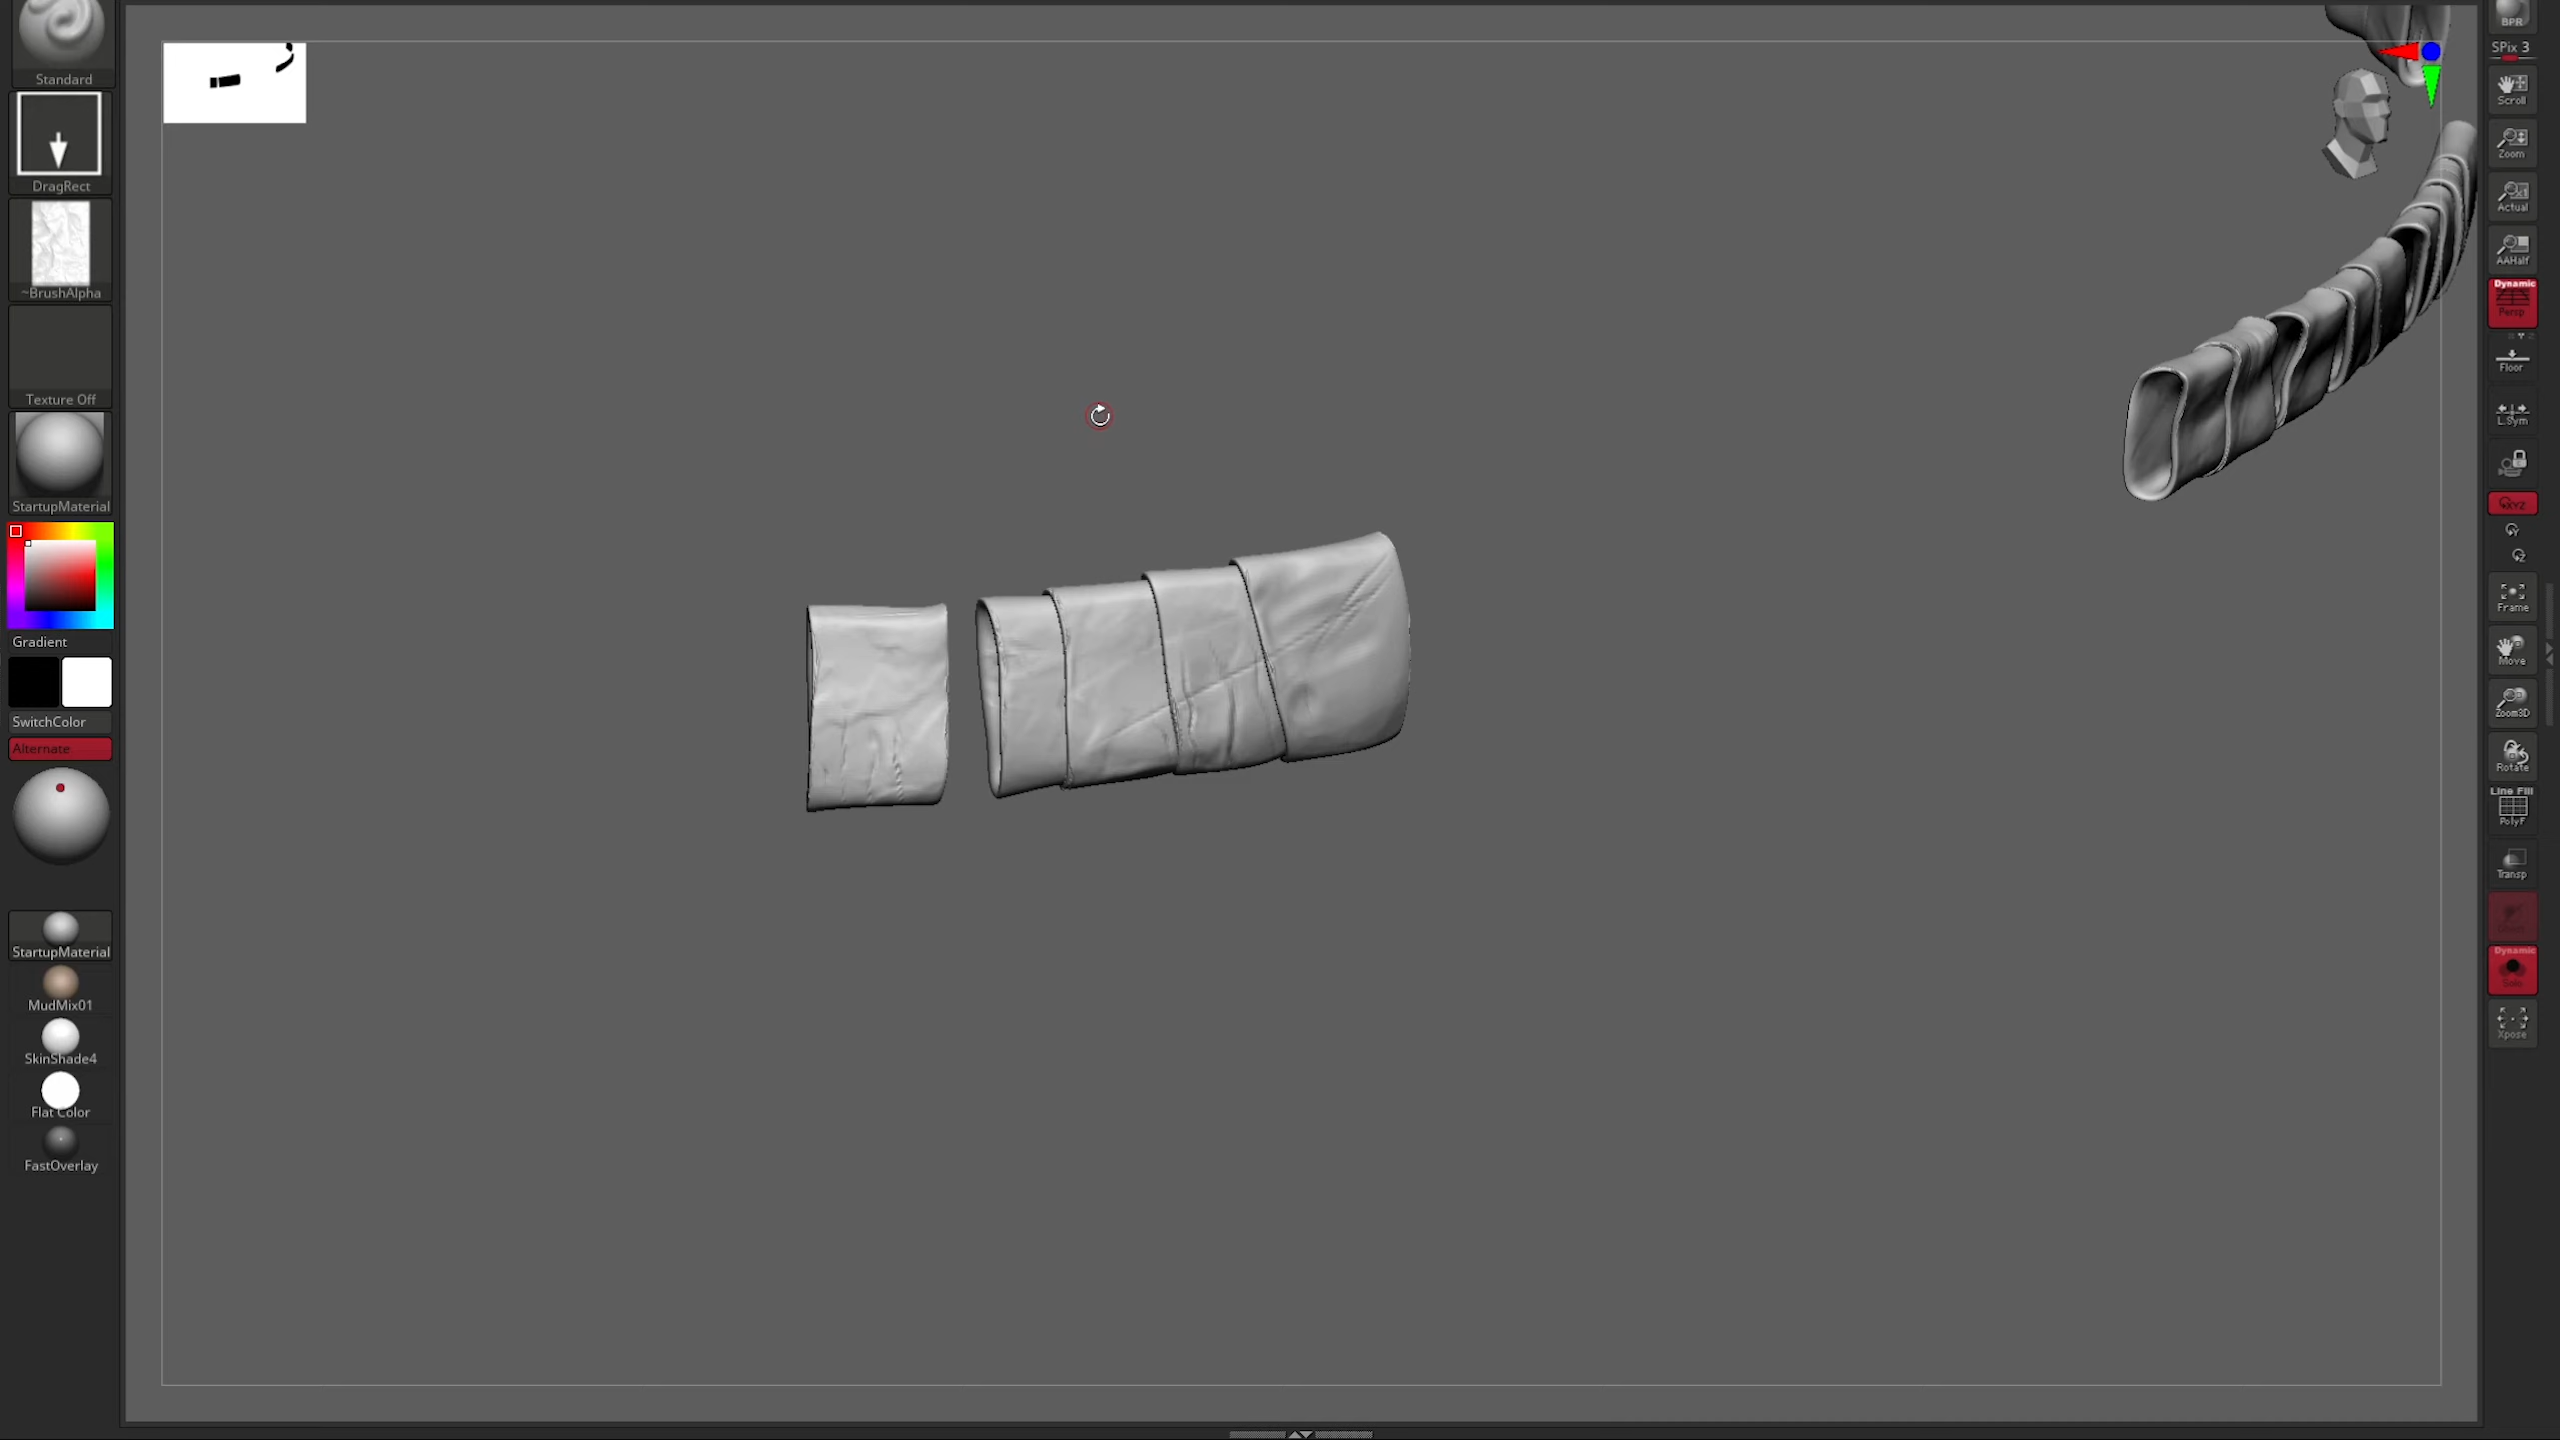 Standard
DragRect
~BrushAlpha
Texture Off
StartupMaterial
Gradient
SwitchColor
Alternate
StartupMaterial
MudMix01
SkinShade4
Flat Color
FastOverlay
BPR
SPix 3
Scroll
Zoom
Actual
AAHalf
Dynamic
Persp
Floor
L.Sym
XYZ
Frame
Move
Zoom3D
Rotate
Line Fill
PolyF
Transp
Dynamic
Solo
Xpose